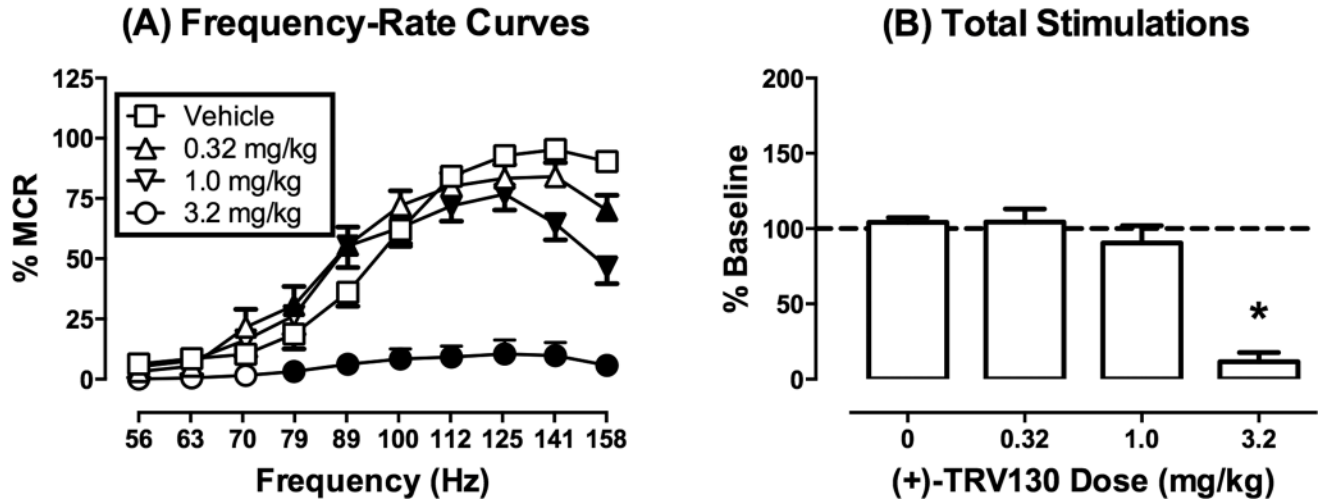 (A) Frequency-Rate Curves
125
100
75
50
25
0
% MCR
Vehicle
0.32 mg/kg
1.0 mg/kg
3.2 mg/kg
56 63 70 79 89 100 112 125 141 158
Frequency (Hz)
(B) Total Stimulations
200
150
100
50
0
% Baseline
*
0 0.32 1.0 3.2
(+)-TRV130 Dose (mg/kg)